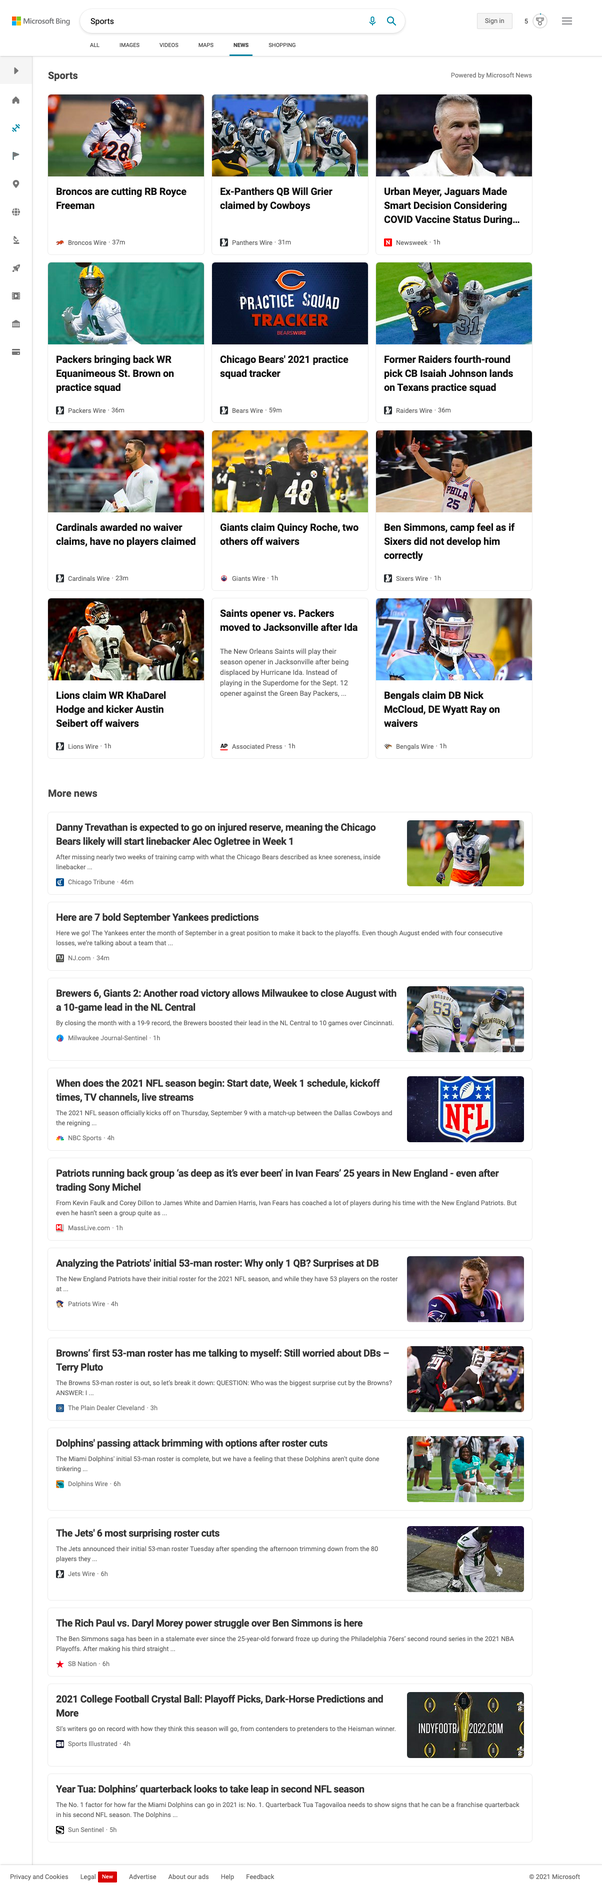 Microsoft Bing
Sports
Sign in
5
ALL
IMAGES
VIDEOS
MAPS
NEWS
SHOPPING
Sports
Powered by Microsoft News
Broncos are cutting RB Royce
Freeman
Broncos Wire · 37m
Ex-Panthers QB Will Grier
claimed by Cowboys
Panthers Wire · 31m
Urban Meyer, Jaguars Made
Smart Decision Considering
COVID Vaccine Status During...
Newsweek · 1h
Packers bringing back WR
Equanimeous St. Brown on
practice squad
Packers Wire · 36m
PRACTICE SQUAD
TRACKER
BEARSWIRE
Chicago Bears' 2021 practice
squad tracker
Bears Wire · 59m
Former Raiders fourth-round
pick CB Isaiah Johnson lands
on Texans practice squad
Raiders Wire · 36m
Cardinals awarded no waiver
claims, have no players claimed
Cardinals Wire · 23m
48
Giants claim Quincy Roche, two
others off waivers
Giants Wire · 1h
PHILA
25
Ben Simmons, camp feel as if
Sixers did not develop him
correctly
Sixers Wire · 1h
12
Lions claim WR KhaDarel
Hodge and kicker Austin
Seibert off waivers
Lions Wire · 1h
Saints opener vs. Packers
moved to Jacksonville after Ida
The New Orleans Saints will play their
season opener in Jacksonville after being
displaced by Hurricane Ida. Instead of
playing in the Superdome for the Sept. 12
opener against the Green Bay Packers, ...
AP Associated Press · 1h
Bengals claim DB Nick
McCloud, DE Wyatt Ray on
waivers
Bengals Wire · 1h
More news
Danny Trevathan is expected to go on injured reserve, meaning the Chicago
Bears likely will start linebacker Alec Ogletree in Week 1
After missing nearly two weeks of training camp with what the Chicago Bears described as knee soreness, inside
linebacker ...
Chicago Tribune · 46m
59
Here are 7 bold September Yankees predictions
Here we go! The Yankees enter the month of September in a great position to make it back to the playoffs. Even though August ended with four consecutive
losses, we're talking about a team that ...
NJ.com · 34m
Brewers 6, Giants 2: Another road victory allows Milwaukee to close August with
a 10-game lead in the NL Central
By closing the month with a 19-9 record, the Brewers boosted their lead in the NL Central to 10 games over Cincinnati.
Milwaukee Journal-Sentinel · 1h
53
When does the 2021 NFL season begin: Start date, Week 1 schedule, kickoff
times, TV channels, live streams
The 2021 NFL season officially kicks off on Thursday, September 9 with a match-up between the Dallas Cowboys and
the reigning ...
NBC Sports · 4h
NFL
Patriots running back group 'as deep as it's ever been' in Ivan Fears' 25 years in New England - even after
trading Sony Michel
From Kevin Faulk and Corey Dillon to James White and Damien Harris, Ivan Fears has coached a lot of players during his time with the New England Patriots. But
even he hasn't seen a group quite as ...
MassLive.com · 1h
Analyzing the Patriots' initial 53-man roster: Why only 1 QB? Surprises at DB
The New England Patriots have their initial roster for the 2021 NFL season, and while they have 53 players on the roster
at ...
Patriots Wire · 4h
Browns' first 53-man roster has me talking to myself: Still worried about DBs –
Terry Pluto
The Browns 53-man roster is out, so let's break it down: QUESTION: Who was the biggest surprise cut by the Browns?
ANSWER: I ...
The Plain Dealer Cleveland · 3h
Dolphins' passing attack brimming with options after roster cuts
The Miami Dolphins' initial 53-man roster is complete, but we have a feeling that these Dolphins aren't quite done
tinkering ...
Dolphins Wire · 6h
The Jets' 6 most surprising roster cuts
The Jets announced their initial 53-man roster Tuesday after spending the afternoon trimming down from the 80
players they ...
Jets Wire · 6h
The Rich Paul vs. Daryl Morey power struggle over Ben Simmons is here
The Ben Simmons saga has been in a stalemate ever since the 25-year-old forward froze up during the Philadelphia 76ers' second round series in the 2021 NBA
Playoffs. After making his third straight ...
SB Nation · 6h
2021 College Football Crystal Ball: Playoff Picks, Dark-Horse Predictions and
More
SI's writers go on record with how they think this season will go, from contenders to pretenders to the Heisman winner.
Sports Illustrated · 4h
Year Tua: Dolphins' quarterback looks to take leap in second NFL season
The No. 1 factor for how far the Miami Dolphins can go in 2021 is: No. 1. Quarterback Tua Tagovailoa needs to show signs that he can be a franchise quarterback
in his second NFL season. The Dolphins ...
Sun Sentinel · 5h
Privacy and Cookies
Legal
New
Advertise
About our ads
Help
Feedback
© 2021 Microsoft